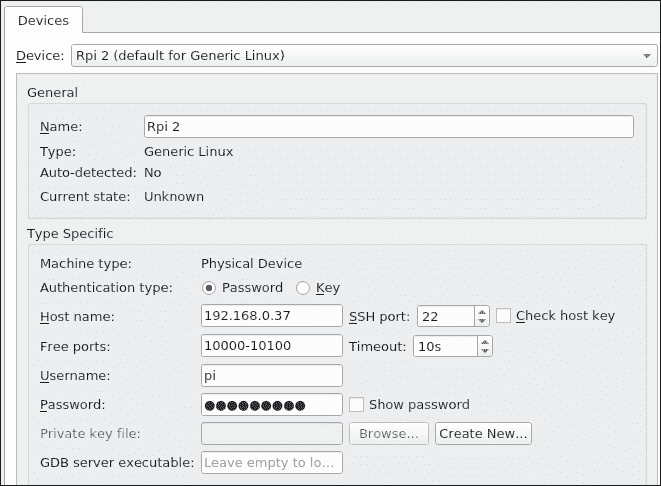 Devices
Device: Rpi 2 (default for Generic Linux)
General
Name: Rpi 2
Type: Generic Linux
Auto-detected: No
Current state: Unknown
Type Specific
Machine type: Physical Device
Authentication type: Password Key
Host name: 192.168.0.37 SSH port: 22 Check host key
Free ports: 10000-10100 Timeout: 10s
Username: pi
Password: ●●●●●●●●● Show password
Private key file: Browse... Create New...
GDB server executable: Leave empty to lo...